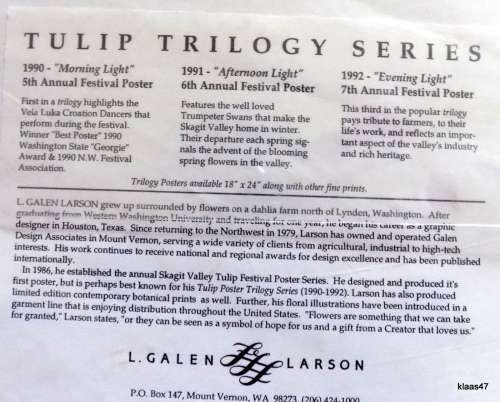 TULIP TRILOGY SERIES
1990 - "Morning Light"
5th Annual Festival Poster
First in a trilogy highlights the
Vela Luka Croation Dancers that
perform during the festival.
Winner "Best Poster" 1990
Washington State "Georgie"
Award & 1990 N.W. Festival
Association.
1991 - "Afternoon Light"
6th Annual Festival Poster
Features the well loved
Trumpeter Swans that make the
Skagit Valley home in winter.
Their departure each spring sig-
nals the advent of the blooming
spring flowers in the valley.
1992 - "Evening Light"
7th Annual Festival Poster
This third in the popular trilogy
pays tribute to farmers, to their
life's work, and reflects an impor-
tant aspect of the valley's industry
and rich heritage.
Trilogy Posters available 18" x 24" along with other fine prints.
L. GALEN LARSON grew up surrounded by flowers on a dahlia farm north of Lynden, Washington. After
graduating from Western Washington University and traveling for one year, he began his career as a graphic
designer in Houston, Texas. Since returning to the Northwest in 1979, Larson has owned and operated Galen
Design Associates in Mount Vernon, serving a wide variety of clients from agricultural, industrial to high-tech
interests. His work continues to receive national and regional awards for design excellence and has been published
internationally.
In 1986, he established the annual Skagit Valley Tulip Festival Poster Series. He designed and produced it's
first poster, but is perhaps best known for his Tulip Poster Trilogy Series (1990-1992). Larson has also produced
limited edition contemporary botanical prints as well. Further, his floral illustrations have been introduced in a
garment line that is enjoying distribution throughout the United States. "Flowers are something that we can take
for granted," Larson states, "or they can be seen as a symbol of hope for us and a gift from a Creator that loves us."
L. GALEN LARSON
P.O. Box 147, Mount Vernon, WA 98273 (206) 424-1000
klaas47